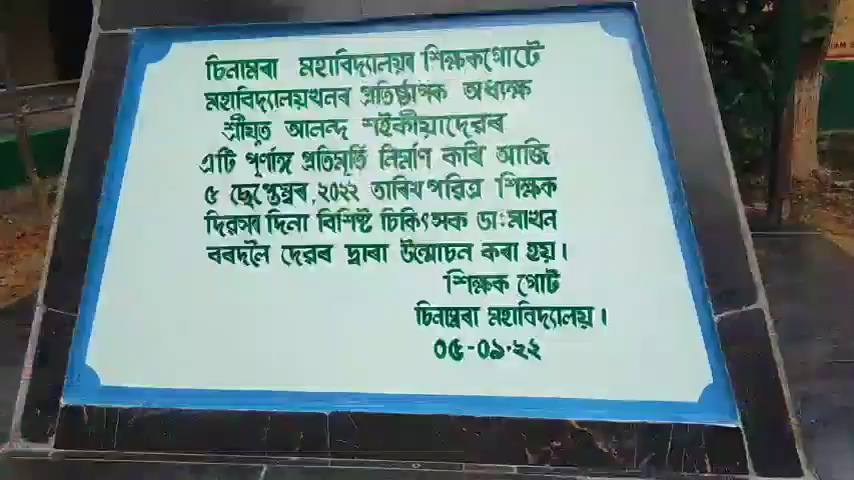 চিনামৰা মহাবিদ্যালয়ৰ শিক্ষকগোটে
মহাবিদ্যালয়খনৰ প্ৰতিষ্ঠাপক অধ্যক্ষ
শ্ৰীযুত আনন্দ শইকীয়াদেৱৰ
এটি পূৰ্ণাঙ্গ প্ৰতিমূৰ্তি নিৰ্মাণ কৰি আজি
৫ ছেপ্তেম্বৰ,২০২২ তাৰিখ পৱিত্ৰ শিক্ষক
দিৱসৰ দিনা বিশিষ্ট চিকিৎসক ডাঃমাখন
বৰদলৈ দেৱৰ দ্বাৰা উন্মোচন কৰা হয়।
শিক্ষক গোট
চিনামৰা মহাবিদ্যালয়।
০৫-০৯-২২